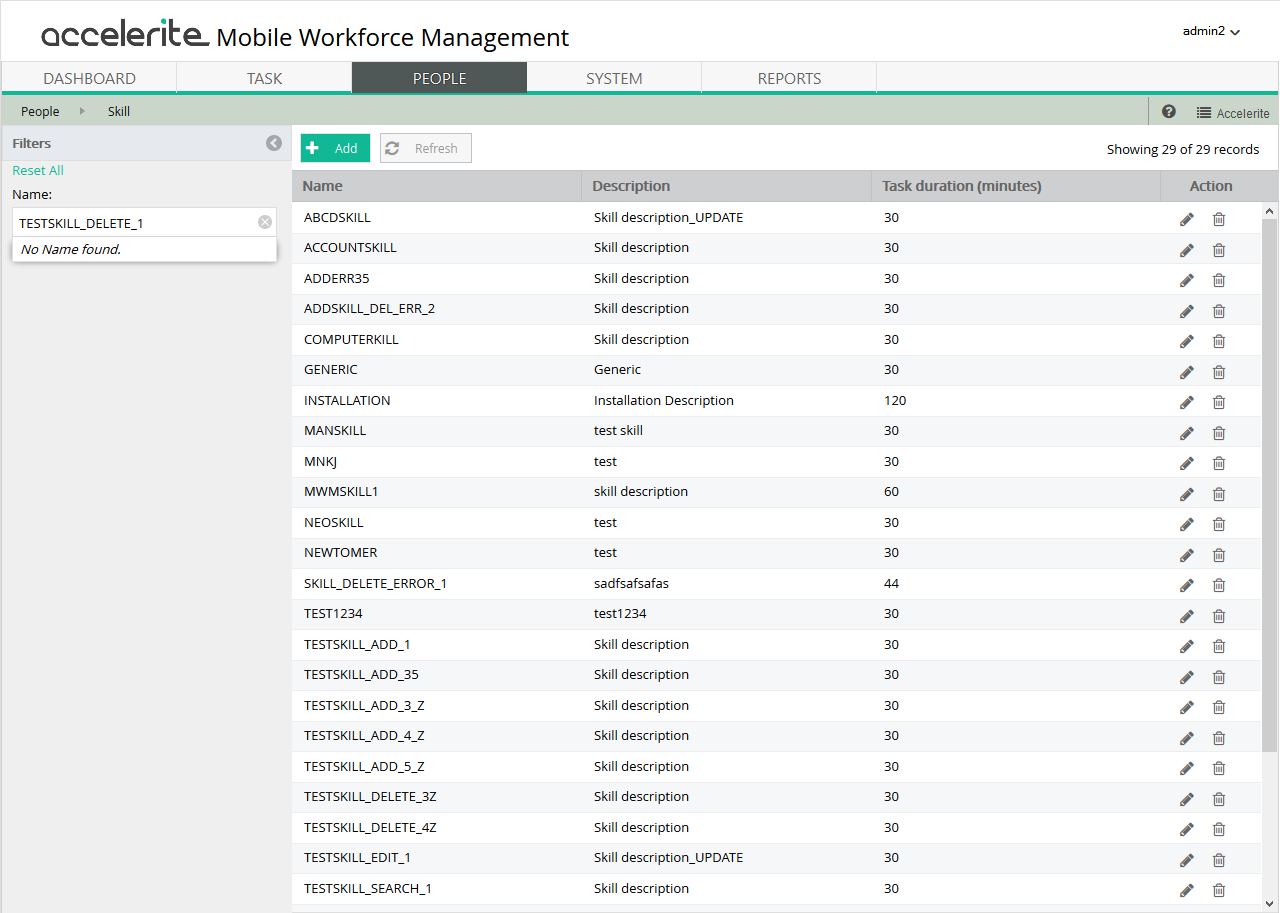 accelerite Mobile Workforce Management
admin2
DASHBOARD TASK PEOPLE SYSTEM REPORTS
People Skill
? Accelerite
Filters
Reset All
Name:
TESTSKILL_DELETE_1
No Name found.
Add Refresh
Showing 29 of 29 records
Name Description Task duration (minutes) Action
ABCDSKILL Skill description_UPDATE 30
ACCOUNTSKILL Skill description 30
ADDERR35 Skill description 30
ADDSKILL_DEL_ERR_2 Skill description 30
COMPUTERKILL Skill description 30
GENERIC Generic 30
INSTALLATION Installation Description 120
MANSKILL test skill 30
MNKJ test 30
MWMSKILL1 skill description 60
NEOSKILL test 30
NEWTOMER test 30
SKILL_DELETE_ERROR_1 sadfsafsafas 44
TEST1234 test1234 30
TESTSKILL_ADD_1 Skill description 30
TESTSKILL_ADD_35 Skill description 30
TESTSKILL_ADD_3_Z Skill description 30
TESTSKILL_ADD_4_Z Skill description 30
TESTSKILL_ADD_5_Z Skill description 30
TESTSKILL_DELETE_3Z Skill description 30
TESTSKILL_DELETE_4Z Skill description 30
TESTSKILL_EDIT_1 Skill description_UPDATE 30
TESTSKILL_SEARCH_1 Skill description 30